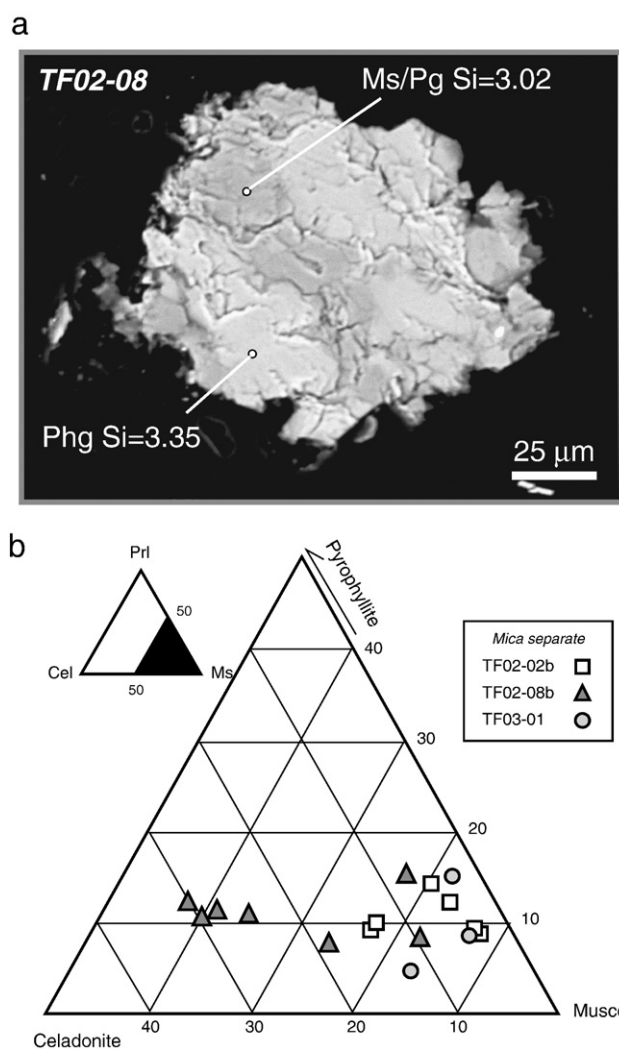 a
TF02-08
Ms/Pg Si=3.02
Phg Si=3.35
25 µm
b
Prl
50
Cel
Ms
50
Pyrophyllite
40
30
20
10
Mica separate
TF02-02b
TF02-08b
TF03-01
Musco
Celadonite
40
30
20
10